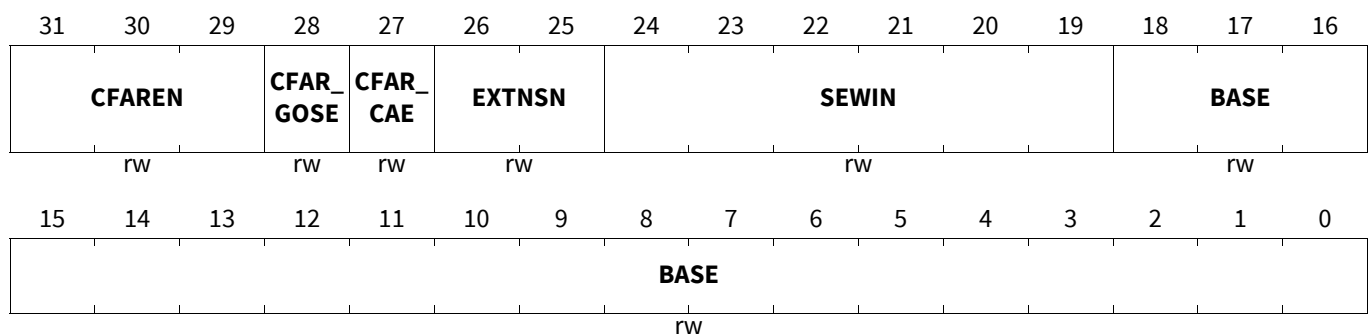 31 30 29 28 27 26 25 24 23 22 21 20 19 18 17 16
CFAREN CFAR_ GOSE CFAR_ CAE EXTNSN SEWIN BASE
rw rw rw rw rw rw
15 14 13 12 11 10 9 8 7 6 5 4 3 2 1 0
BASE
rw